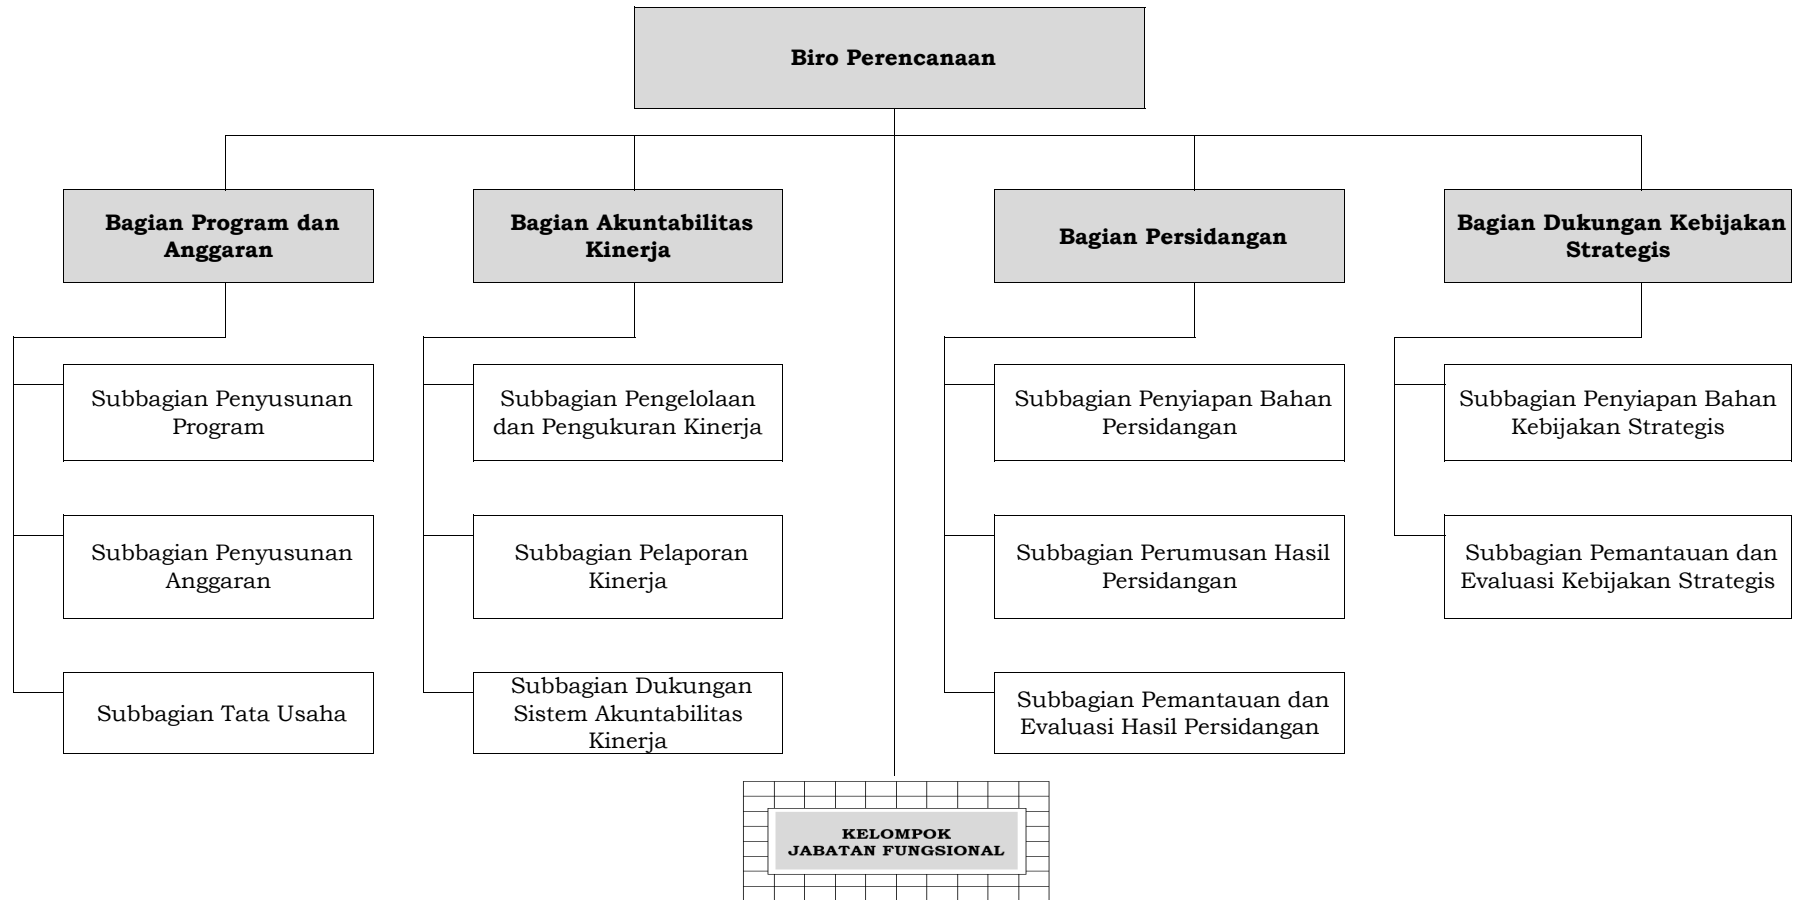 Biro Perencanaan
Bagian Program dan
Anggaran
Bagian Akuntabilitas
Kinerja
Bagian Persidangan
Bagian Dukungan Kebijakan
Strategis
Subbagian Penyusunan
Program
Subbagian Pengelolaan
dan Pengukuran Kinerja
Subbagian Penyiapan Bahan
Persidangan
Subbagian Penyiapan Bahan
Kebijakan Strategis
Subbagian Penyusunan
Anggaran
Subbagian Pelaporan
Kinerja
Subbagian Perumusan Hasil
Persidangan
Subbagian Pemantauan dan
Evaluasi Kebijakan Strategis
Subbagian Tata Usaha
Subbagian Dukungan
Sistem Akuntabilitas
Kinerja
Subbagian Pemantauan dan
Evaluasi Hasil Persidangan
KELOMPOK
JABATAN FUNGSIONAL